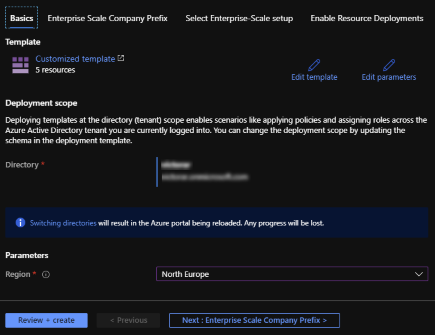 Basics Enterprise Scale Company Prefix Select Enterprise-Scale setup Enable Resource Deployments
Template
Customized template
5 resources
Edit template Edit parameters
Deployment scope
Deploying templates at the directory (tenant) scope enables scenarios like applying policies and assigning roles across the
Azure Active Directory tenant you are currently logged into. You can change the deployment scope by updating the
schema in the deployment template.
Directory *
Switching directories will result in the Azure portal being reloaded. Any progress will be lost.
Parameters
Region * North Europe
Review + create < Previous Next : Enterprise Scale Company Prefix >